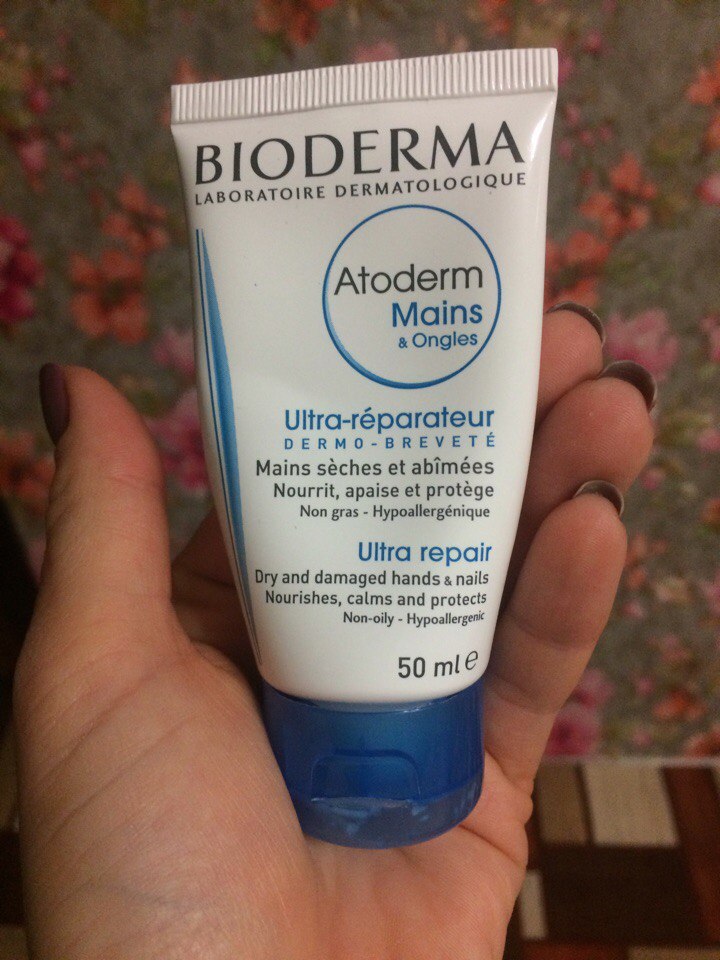 BIODERMA
LABORATOIRE DERMATOLOGIQUE
Atoderm
Mains
& Ongles
Ultra-réparateur
DERMO-BREVETÉ
Mains sèches et abîmées
Nourrit, apaise et protège
Non gras - Hypoallergénique
Ultra repair
Dry and damaged hands & nails
Nourishes, calms and protects
Non-oily - Hypoallergenic
50 ml ℮